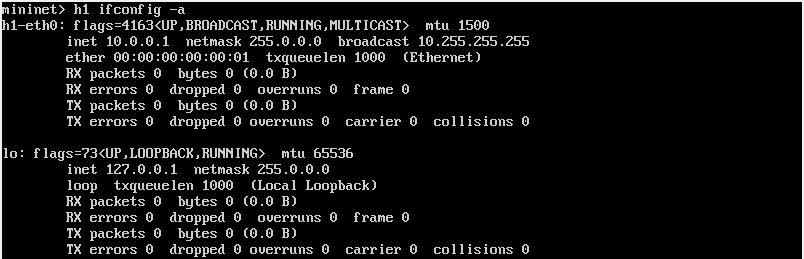 mininet> h1 ifconfig -a
h1-eth0: flags=4163<UP,BROADCAST,RUNNING,MULTICAST>  mtu 1500
        inet 10.0.0.1  netmask 255.0.0.0  broadcast 10.255.255.255
        ether 00:00:00:00:00:01  txqueuelen 1000  (Ethernet)
        RX packets 0  bytes 0 (0.0 B)
        RX errors 0  dropped 0  overruns 0  frame 0
        TX packets 0  bytes 0 (0.0 B)
        TX errors 0  dropped 0 overruns 0  carrier 0  collisions 0
lo: flags=73<UP,LOOPBACK,RUNNING>  mtu 65536
        inet 127.0.0.1  netmask 255.0.0.0
        loop  txqueuelen 1000  (Local Loopback)
        RX packets 0  bytes 0 (0.0 B)
        RX errors 0  dropped 0  overruns 0  frame 0
        TX packets 0  bytes 0 (0.0 B)
        TX errors 0  dropped 0 overruns 0  carrier 0  collisions 0